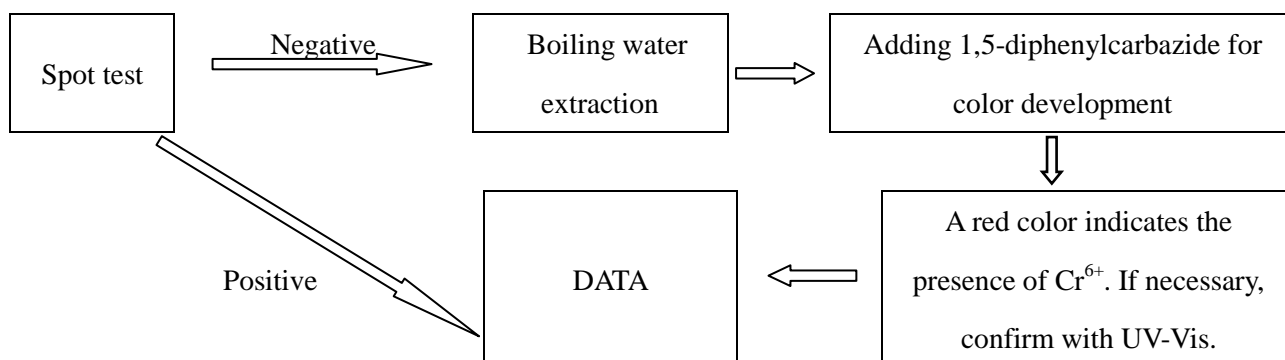 Spot test
Negative
Boiling water
extraction
Adding 1,5-diphenylcarbazide for
color development
A red color indicates the
presence of Cr⁶⁺. If necessary,
confirm with UV-Vis.
DATA
Positive